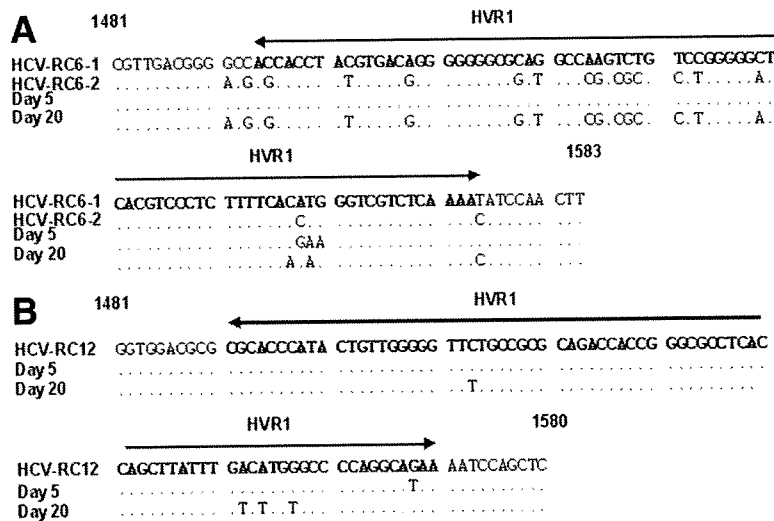 A
1481
HVR1
HCV-RC6-1 CGTTGACGGG GCCACCACCT ACGTGACAGG GGGGGCGCAG GCCAAGTCTG TCCGGGGGCT
HCV-RC6-2 ..........A.G.G......T.....G..........G.T.....CG.CGC. C.T......A.
Day 5
Day 20 ..........A.G.G......T.....G..........G.T.....CG.CGC. C.T......A.
HVR1
1583
HCV-RC6-1 CACGTCCCTC TTTTCACATG GGTCGTCTCA AAATATCCAA CTT
HCV-RC6-2 C C
Day 5 GAA
Day 20 A.A C
B
1481
HVR1
HCV-RC12 GGTGGACGCG CGCACCCATA CTGTTGGGGG TTCTGCCGCG CAGACCACCG GGCGCCTCAC
Day 5
Day 20 T
HVR1
1580
HCV-RC12 CAGCTTATTT GACATGGGCC CCAGGCAGAA AATCCAGCTC
Day 5 T
Day 20 T.T..T